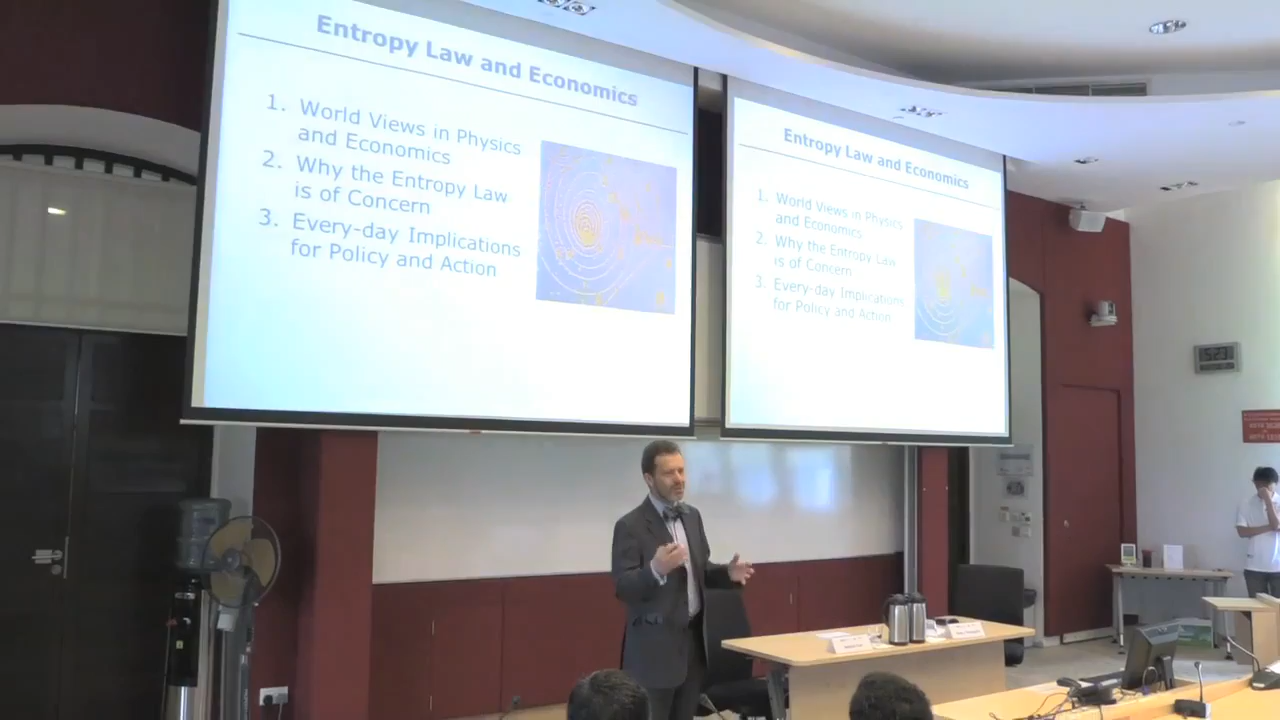 Entropy Law and Economics
1. World Views in Physics
and Economics
2. Why the Entropy Law
is of Concern
3. Every-day Implications
for Policy and Action
Entropy Law and Economics
1. World Views in Physics
and Economics
2. Why the Entropy Law
is of Concern
3. Every-day Implications
for Policy and Action
523